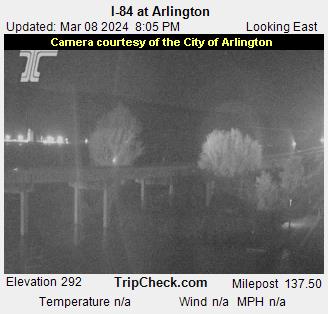 I-84 at Arlington
Updated: Mar 08 2024 8:05 PM Looking East
Camera courtesy of the City of Arlington
Elevation 292 TripCheck.com Milepost 137.50
Temperature n/a Wind n/a MPH n/a